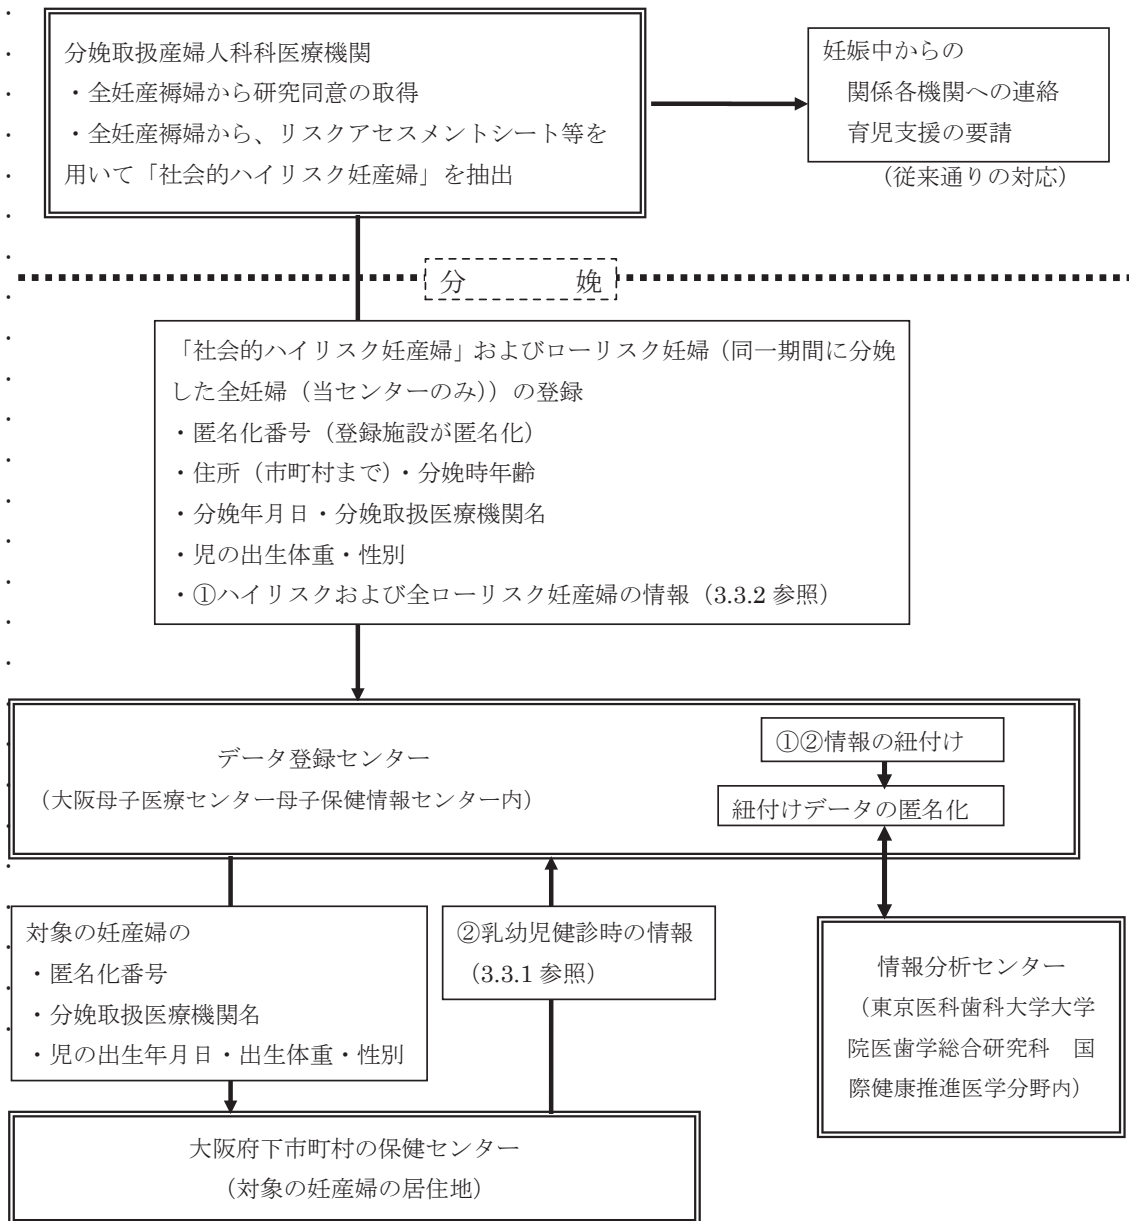 分娩取扱産婦人科科医療機関
・全妊産褥婦から研究同意の取得
・全妊産褥婦から、リスクアセスメントシート等を
用いて「社会的ハイリスク妊産婦」を抽出
妊娠中からの
関係各機関への連絡
育児支援の要請
（従来通りの対応）
分　　　娩
「社会的ハイリスク妊産婦」およびローリスク妊婦（同一期間に分娩
した全妊婦（当センターのみ））の登録
・匿名化番号（登録施設が匿名化）
・住所（市町村まで）・分娩時年齢
・分娩年月日・分娩取扱医療機関名
・児の出生体重・性別
・①ハイリスクおよび全ローリスク妊産婦の情報（3.3.2 参照）
データ登録センター
（大阪母子医療センター母子保健情報センター内）
①②情報の紐付け
紐付けデータの匿名化
対象の妊産婦の
・匿名化番号
・分娩取扱医療機関名
・児の出生年月日・出生体重・性別
②乳幼児健診時の情報
（3.3.1 参照）
情報分析センター
（東京医科歯科大学大学
院医歯学総合研究科　国
際健康推進医学分野内）
大阪府下市町村の保健センター
（対象の妊産婦の居住地）